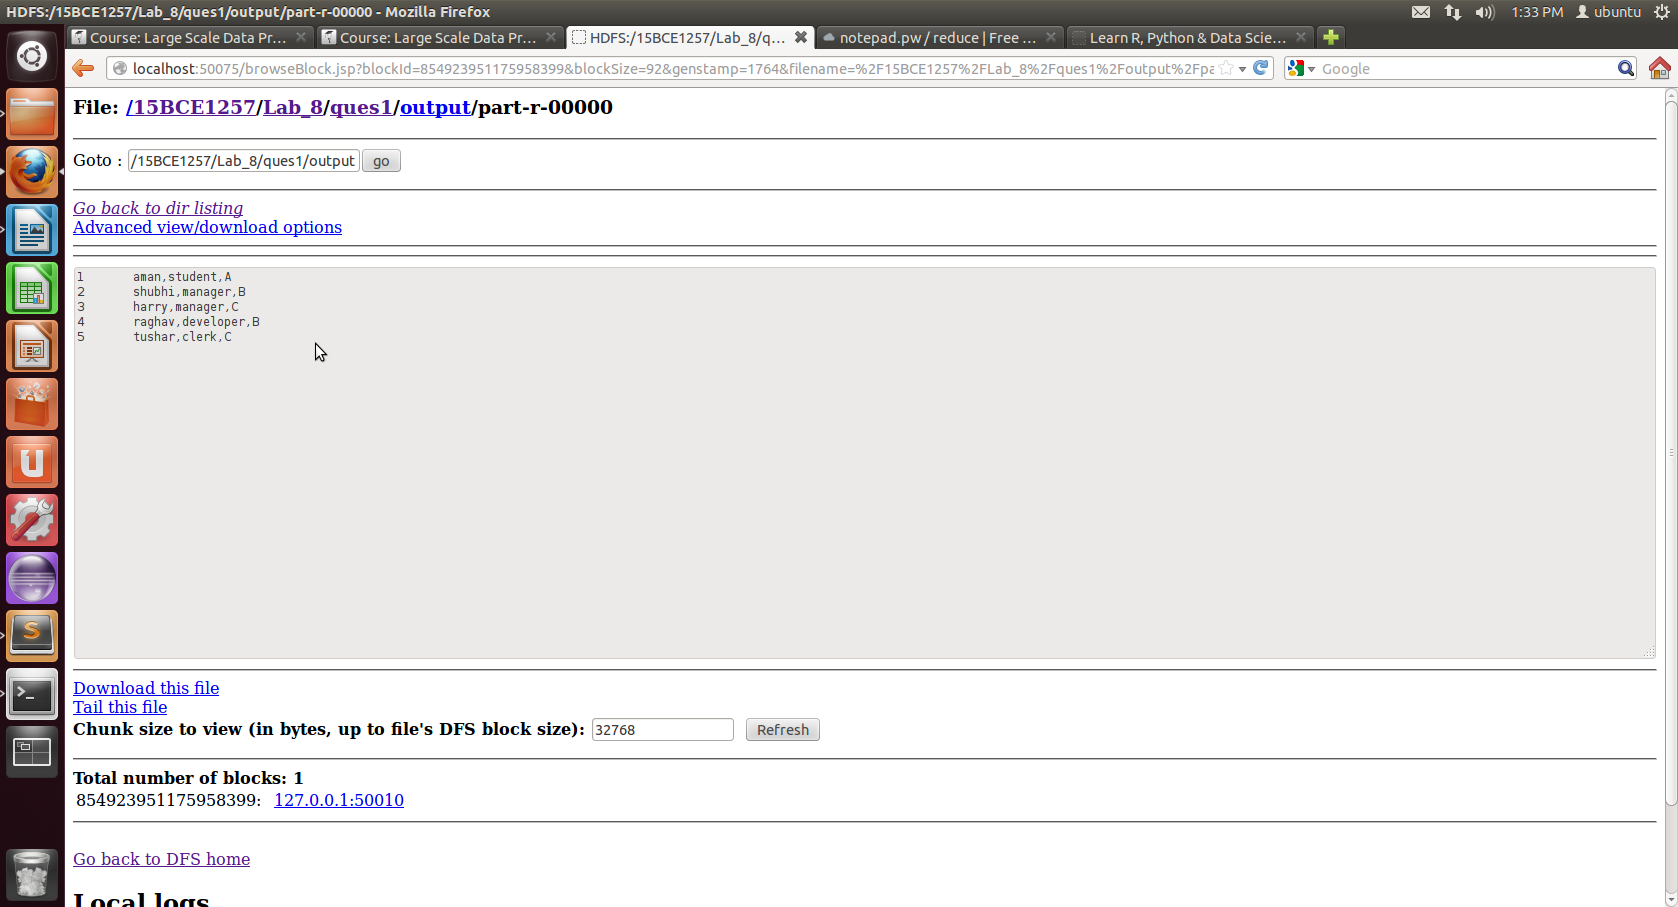 HDFS:/15BCE1257/Lab_8/ques1/output/part-r-00000 - Mozilla Firefox
1:33 PM ubuntu
Course: Large Scale Data Pr...
Course: Large Scale Data Pr...
HDFS:/15BCE1257/Lab_8/q...
notepad.pw / reduce | Free ...
Learn R, Python & Data Scie...
localhost:50075/browseBlock.jsp?blockId=854923951175958399&blockSize=92&genstamp=1764&filename=%2F15BCE1257%2FLab_8%2Fques1%2Foutput%2Fpa
Google
File: /15BCE1257/Lab_8/ques1/output/part-r-00000
Goto : /15BCE1257/Lab_8/ques1/output go
Go back to dir listing
Advanced view/download options
1 aman,student,A
2 shubhi,manager,B
3 harry,manager,C
4 raghav,developer,B
5 tushar,clerk,C
Download this file
Tail this file
Chunk size to view (in bytes, up to file's DFS block size): 32768 Refresh
Total number of blocks: 1
854923951175958399: 127.0.0.1:50010
Go back to DFS home
Local logs